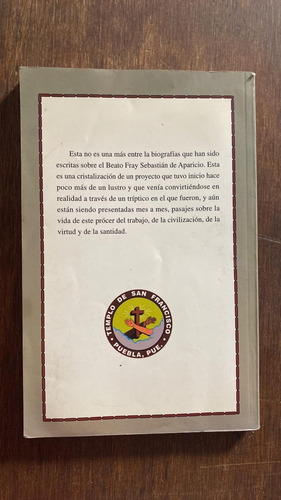 Esta no es una más entre la biografías que han sido
escritas sobre el Beato Fray Sebastián de Aparicio. Esta
es una cristalización de un proyecto que tuvo inicio hace
poco más de un lustro y que venía convirtiéndose en
realidad a través de un tríptico en el que fueron, y aún
están siendo presentadas mes a mes, pasajes sobre la
vida de este prócer del trabajo, de la civilización, de la
virtud y de la santidad.
TEMPLO DE SAN FRANCISCO
PUEBLA, PUE.